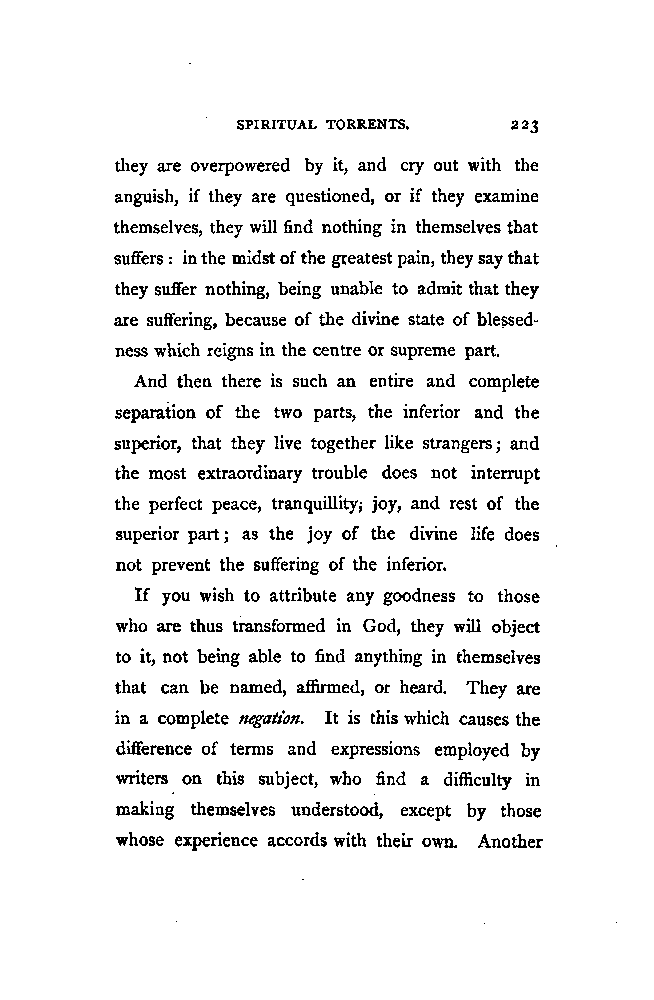 SPIRITUAL TORRENTS. 223
they are overpowered by it, and cry out with the
anguish, if they are questioned, or if they examine
themselves, they will find nothing in themselves that
suffers : in the midst of the greatest pain, they say that
they suffer nothing, being unable to admit that they
are suffering, because of the divine state of blessed-
ness which reigns in the centre or supreme part.
And then there is such an entire and complete
separation of the two parts, the inferior and the
superior, that they live together like strangers ; and
the most extraordinary trouble does not interrupt
the perfect peace, tranquillity; joy, and rest of the
superior part ; as the joy of the divine life does
not prevent the suffering of the inferior.
If you wish to attribute any goodness to those
who are thus transformed in God, they will object
to it, not being able to find anything in themselves
that can be named, affirmed, or heard. They are
in a complete negation. It is this which causes the
difference of terms and expressions employed by
writers on this subject, who find a difficulty in
making themselves understood, except by those
whose experience accords with their own. Another